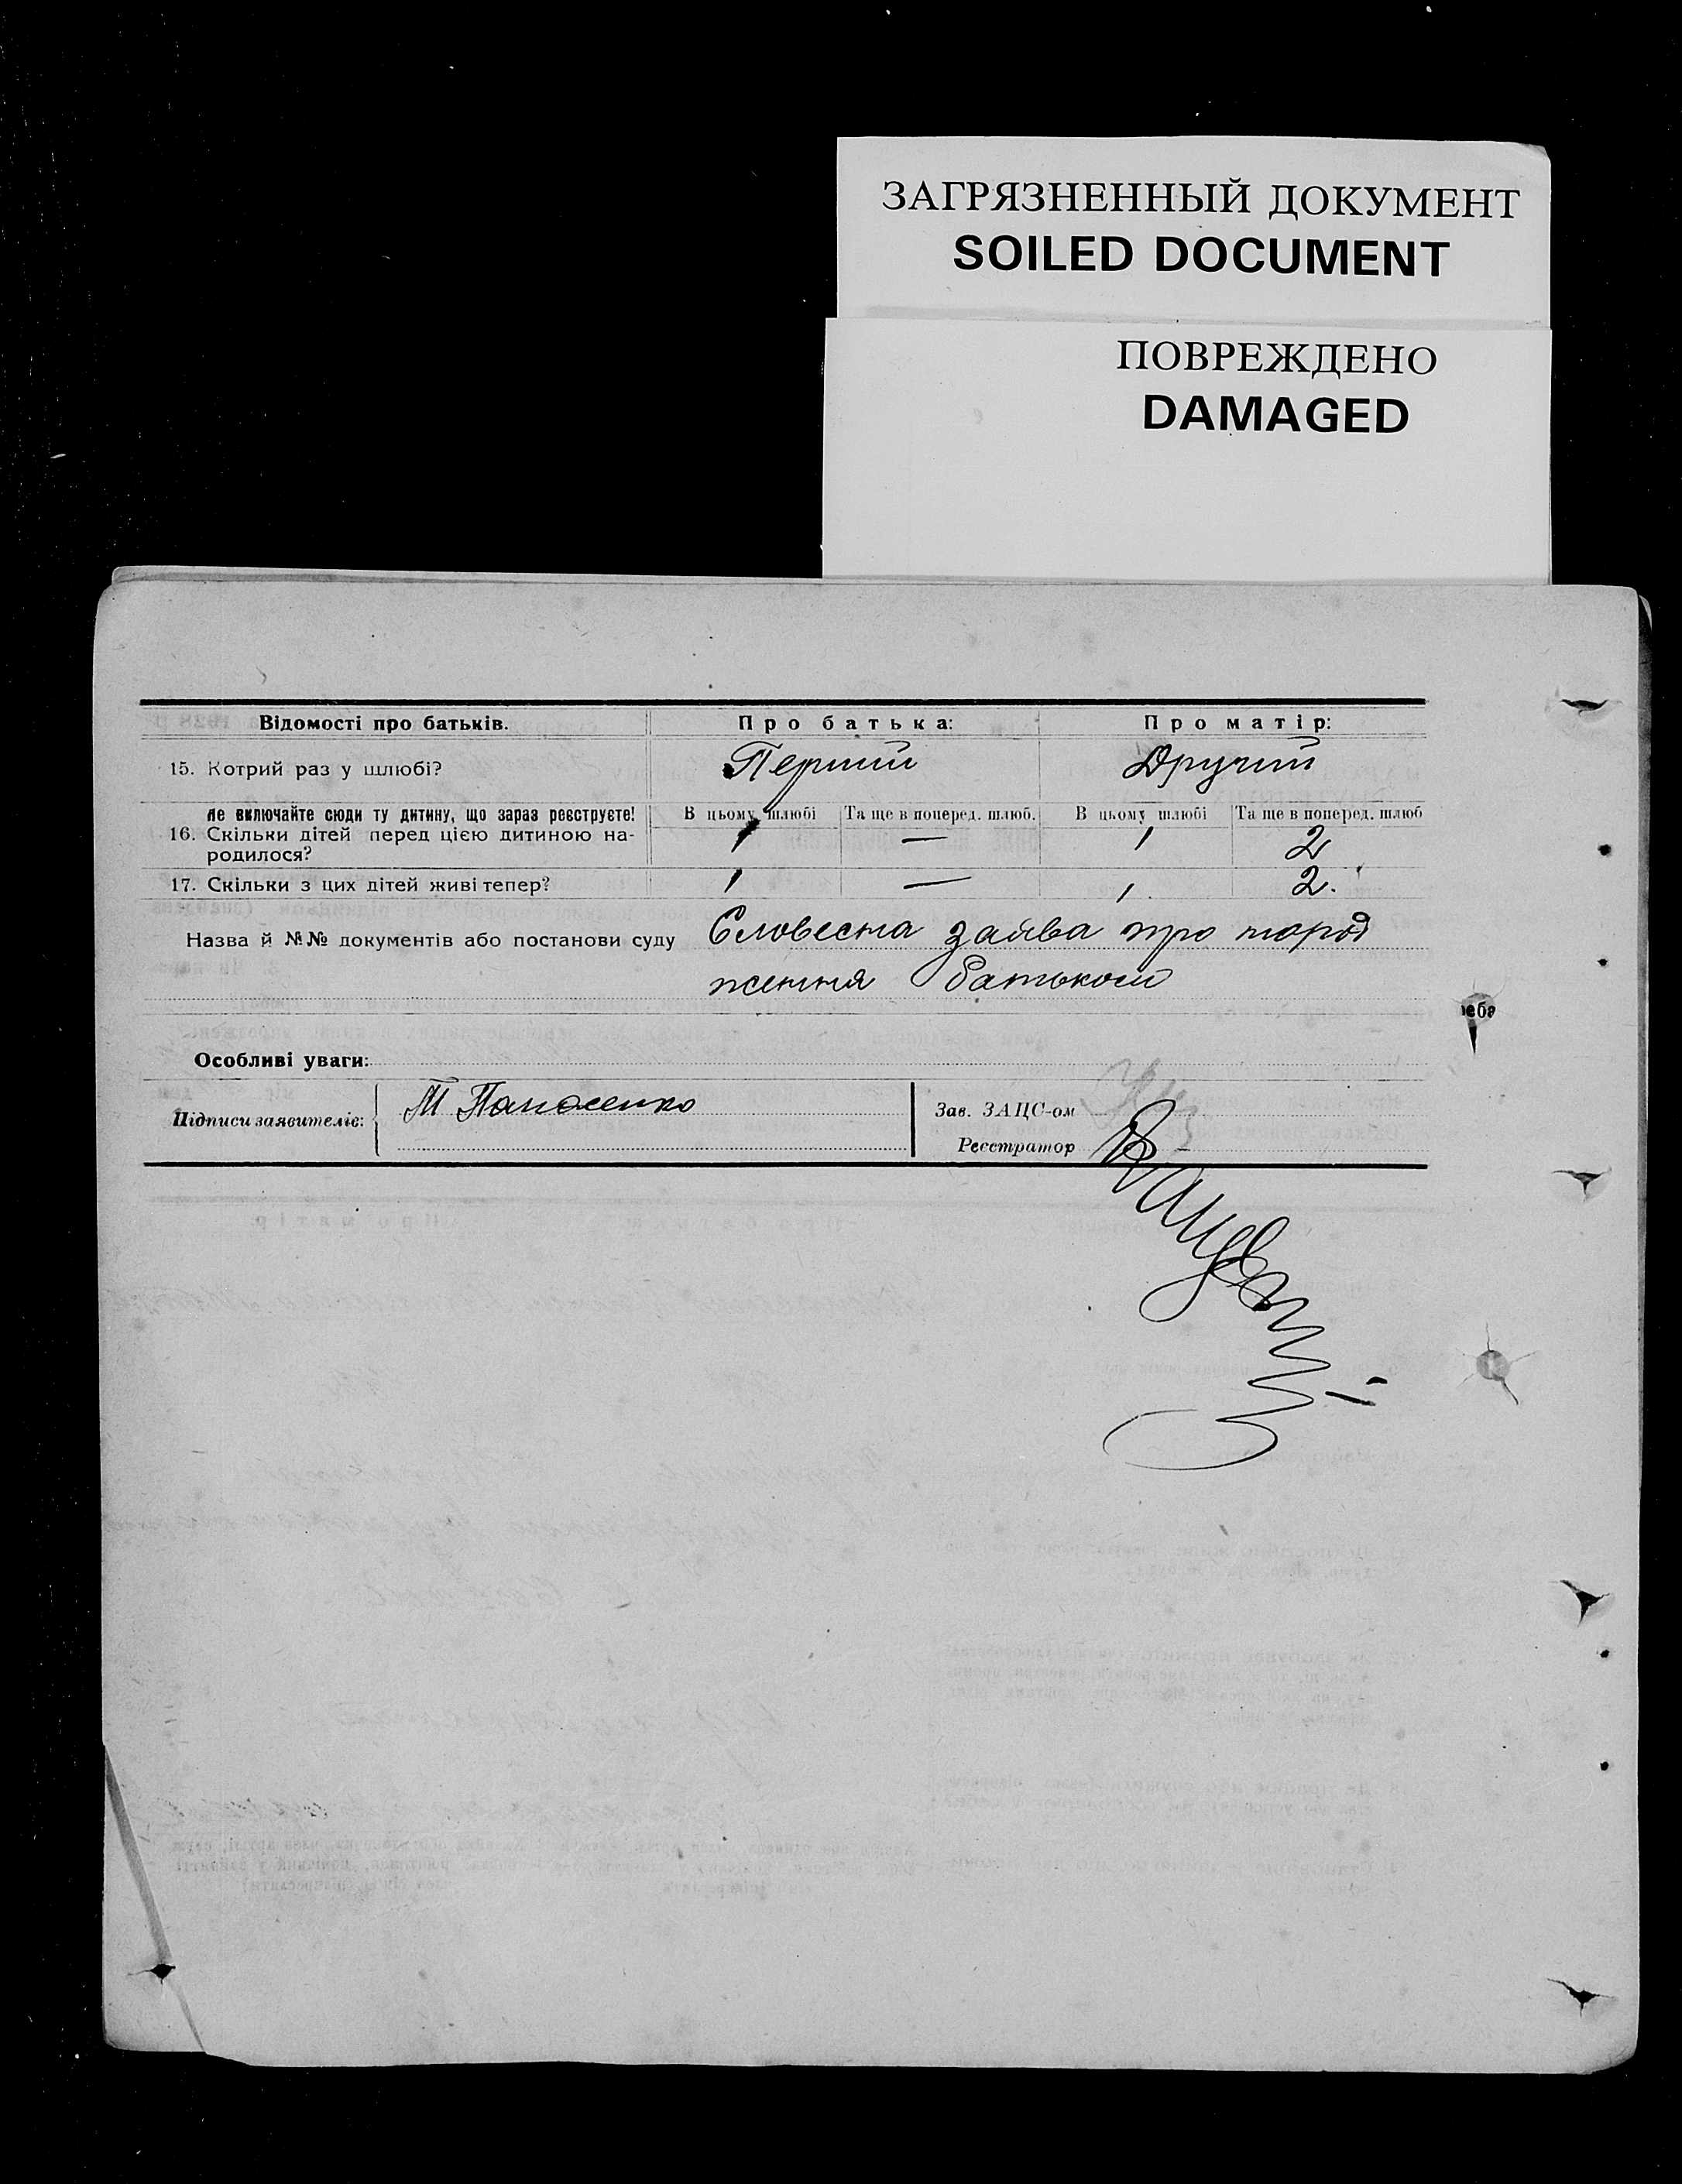 ЗАГРЯЗНЕННЫЙ ДОКУМЕНТ
SOILED DOCUMENT
ПОВРЕЖДЕНО
DAMAGED
Відомості про батьків. Про батька: Про матір:
15. Котрий раз у шлюбі? Перший Другий
Не включайте сюди ту дитину, що зараз реєструєте! В цьому шлюбі Та ще в поперед. шлюб. В цьому шлюбі Та ще в поперед. шлюб
16. Скільки дітей перед цією дитиною на- 1 — 1 2
родилося?
17. Скільки з цих дітей живі тепер? 1 — 1. 2.
Назва й №№ документів або постанови суду Словесна заява про народ
ження батьком
еба
Особливі уваги:
Підписи заявителів: Зав. ЗАЦС-ом
Реєстратор